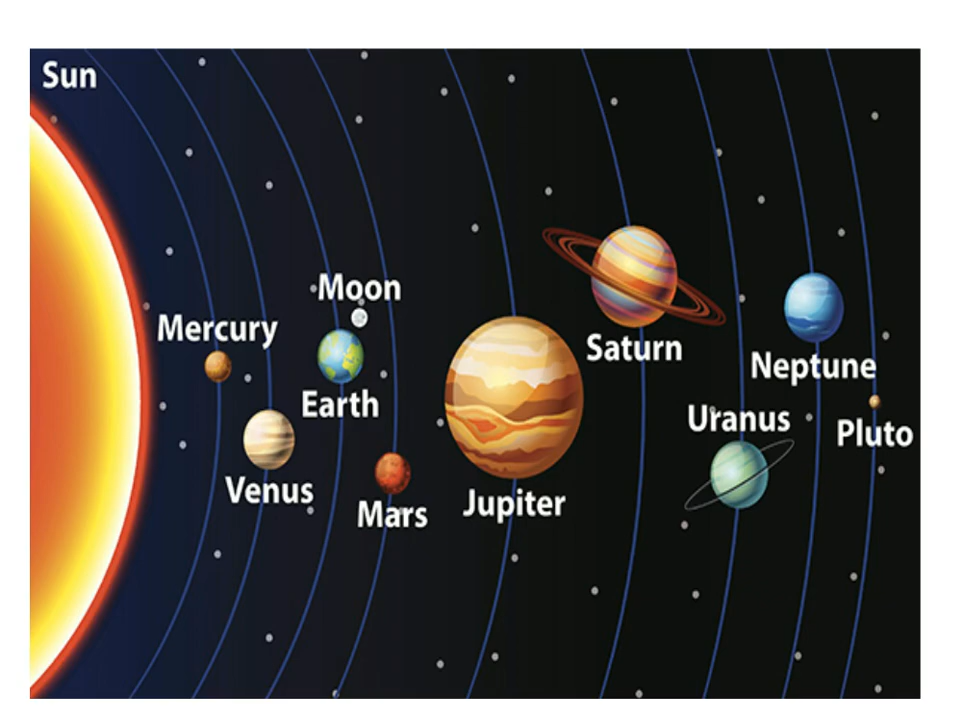 Sun
Mercury
Venus
Moon
Earth
Mars
Jupiter
Saturn
Uranus
Neptune
Pluto